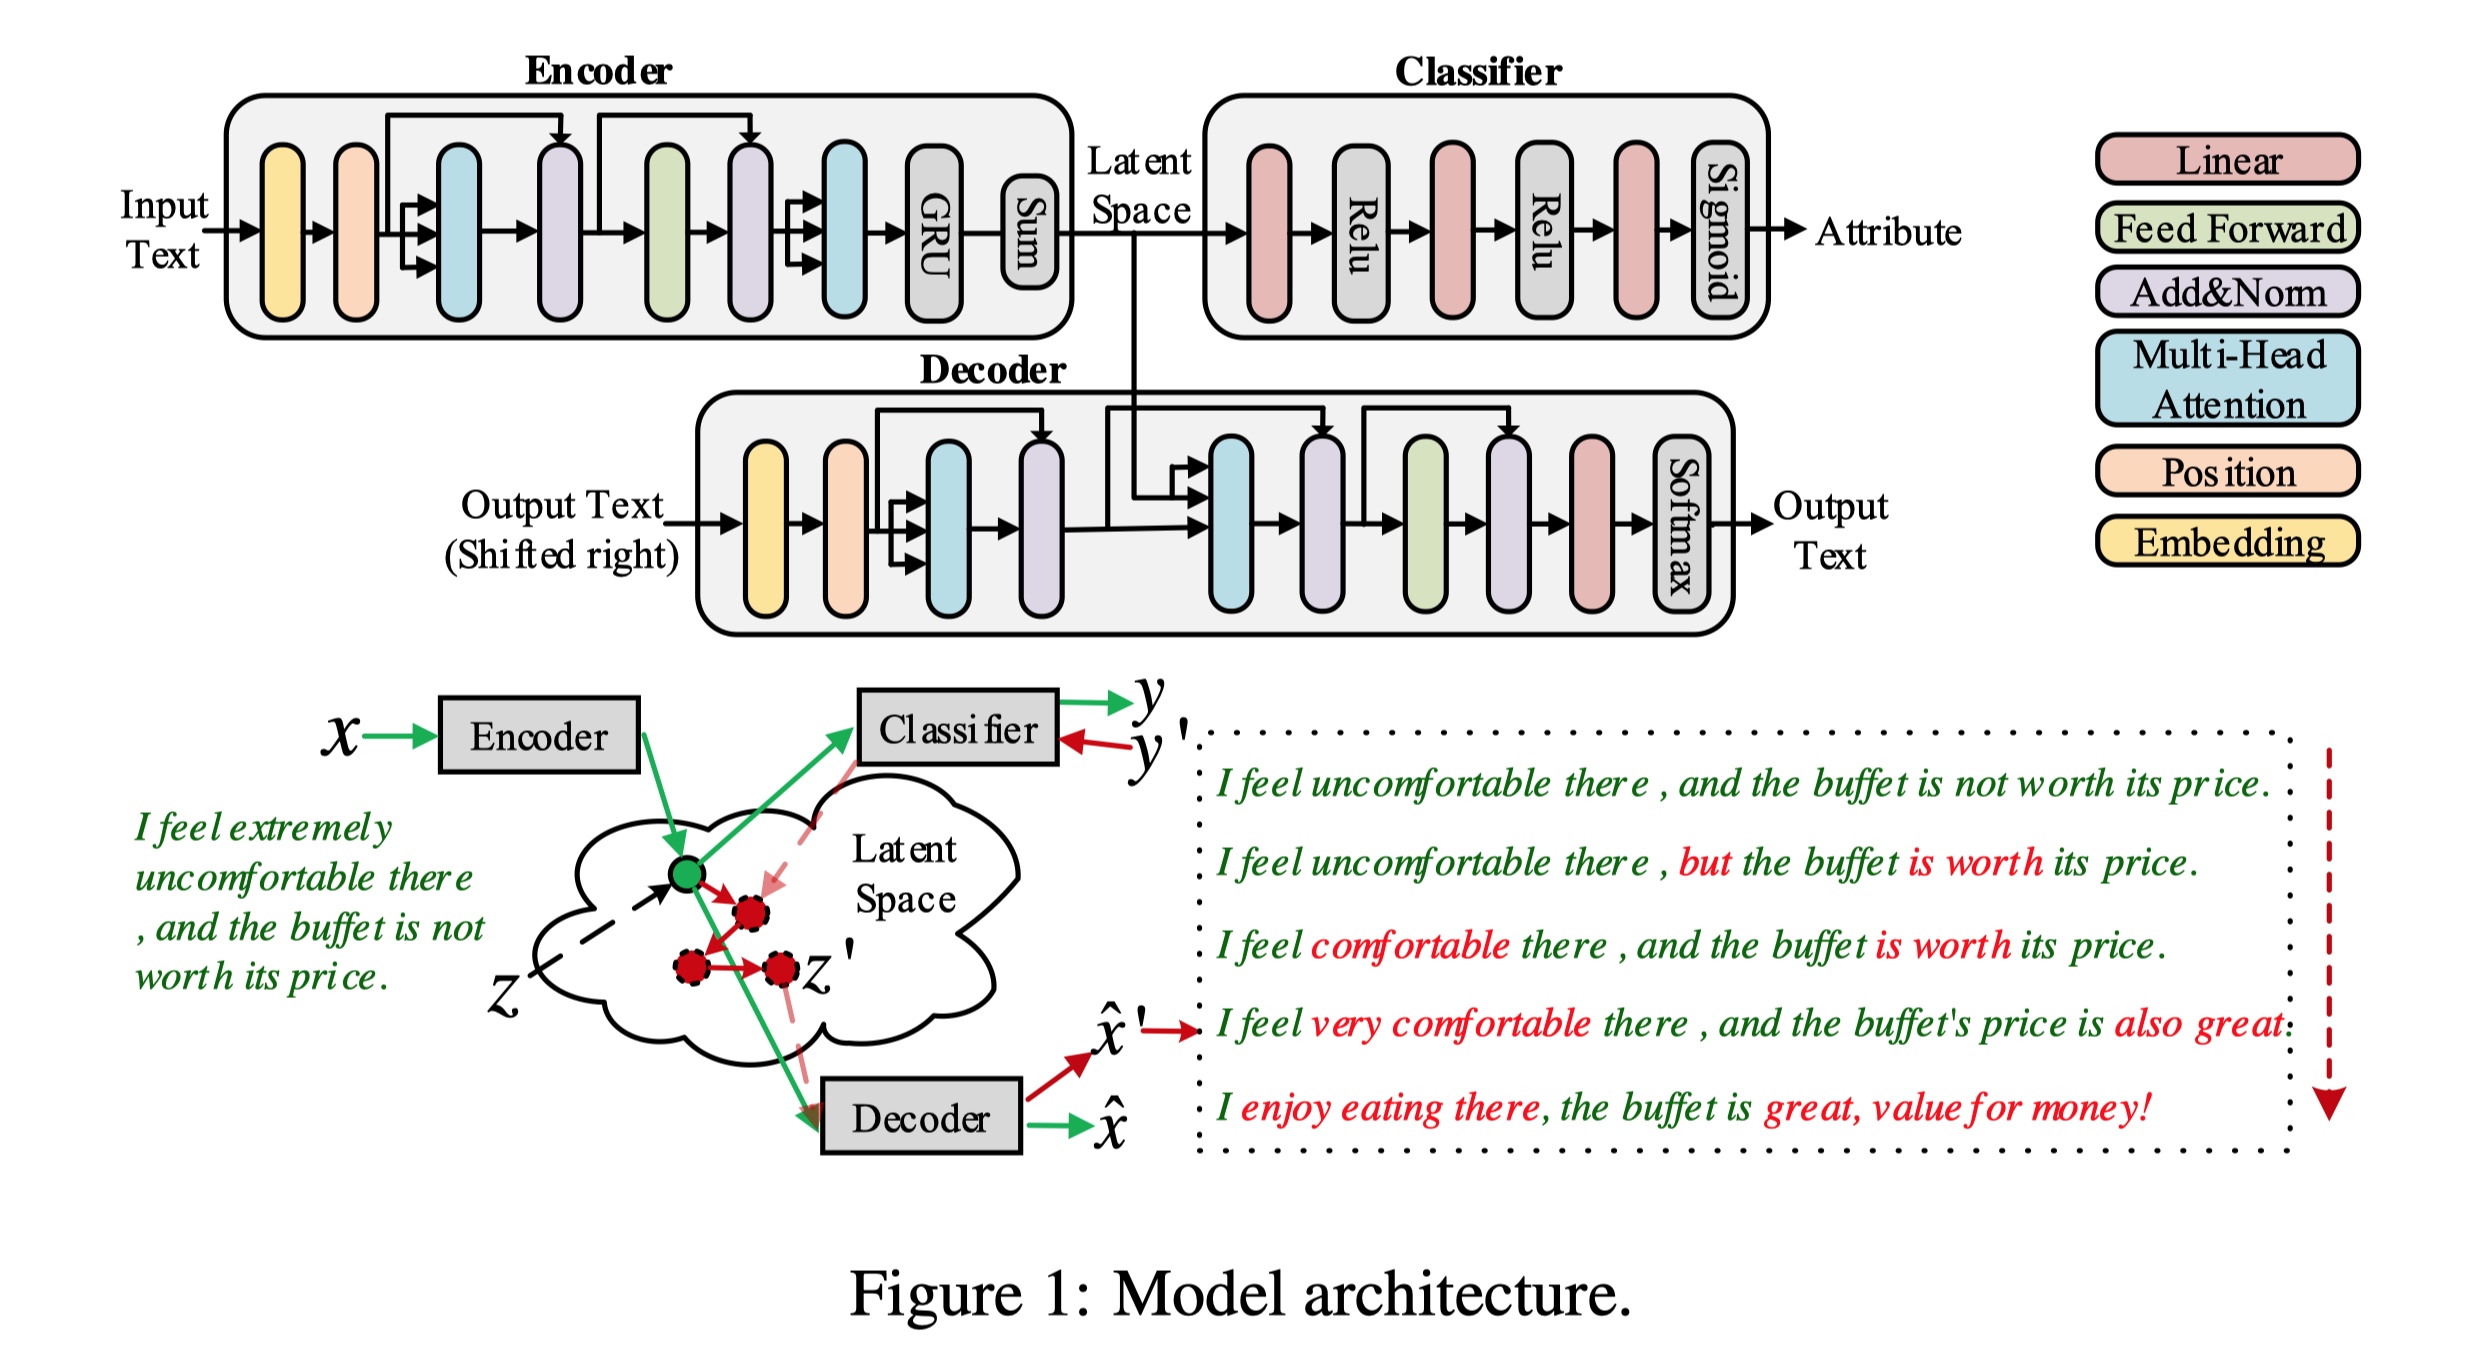 Encoder
Input
Text
GRU
Sum
Latent
Space
Classifier
Relu
Relu
Sigmoid
Attribute
Linear
Feed Forward
Add&Norm
Multi-Head
Attention
Position
Embedding
Decoder
Output Text
(Shifted right)
Softmax
Output
Text
x
Encoder
Classifier
y
y'
I feel extremely
uncomfortable there
, and the buffet is not
worth its price.
Latent
Space
z
z'
Decoder
x̂'
x̂
I feel uncomfortable there , and the buffet is not worth its price.
I feel uncomfortable there , but the buffet is worth its price.
I feel comfortable there , and the buffet is worth its price.
I feel very comfortable there , and the buffet's price is also great.
I enjoy eating there, the buffet is great, value for money!
Figure 1: Model architecture.